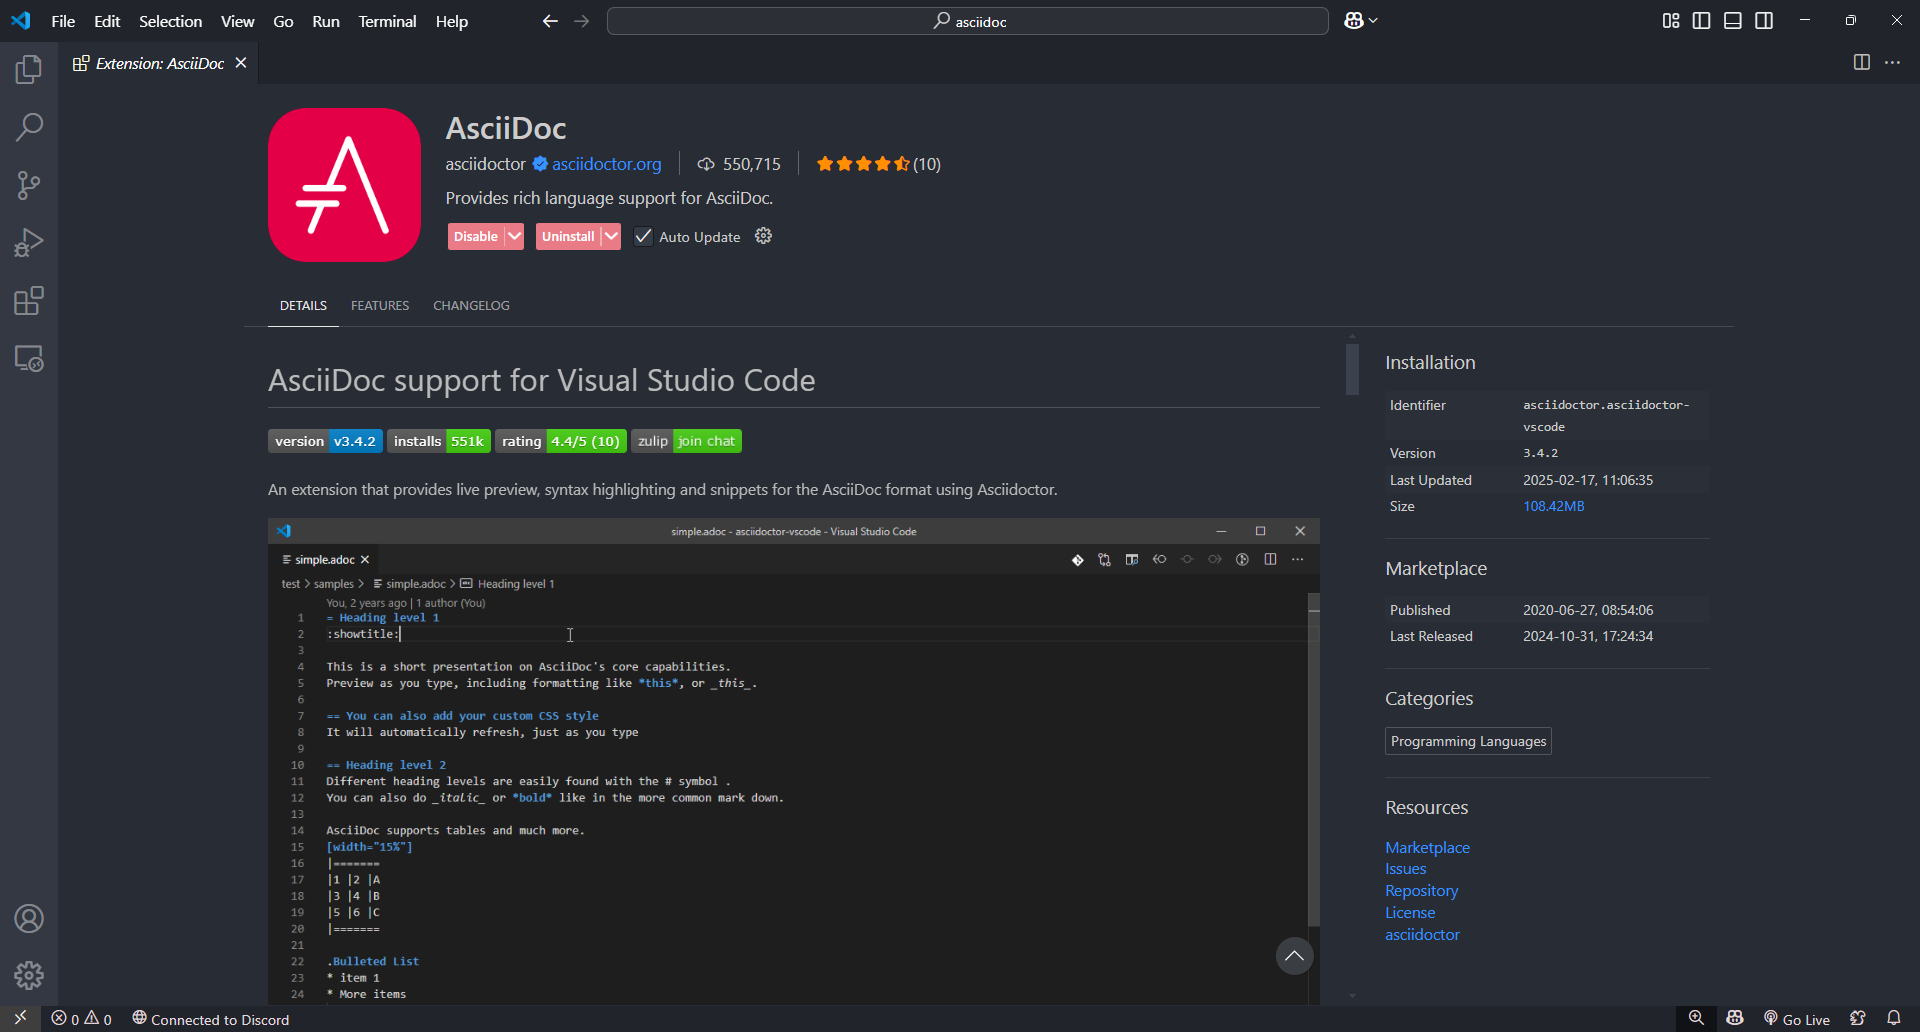 File Edit Selection View Go Run Terminal Help
asciidoc
Extension: AsciiDoc
AsciiDoc
asciidoctor asciidoctor.org 550,715 (10)
Provides rich language support for AsciiDoc.
Disable Uninstall Auto Update
DETAILS FEATURES CHANGELOG
AsciiDoc support for Visual Studio Code
version v3.4.2 installs 551k rating 4.4/5 (10) zulip join chat
An extension that provides live preview, syntax highlighting and snippets for the AsciiDoc format using Asciidoctor.
simple.adoc - asciidoctor-vscode - Visual Studio Code
simple.adoc
test > samples > simple.adoc > Heading level 1
You, 2 years ago | 1 author (You)
1 = Heading level 1
2 :showtitle:
3
4 This is a short presentation on AsciiDoc's core capabilities.
5 Preview as you type, including formatting like *this*, or _this_.
6
7 == You can also add your custom CSS style
8 It will automatically refresh, just as you type
9
10 == Heading level 2
11 Different heading levels are easily found with the # symbol .
12 You can also do _italic_ or *bold* like in the more common mark down.
13
14 AsciiDoc supports tables and much more.
15 [width="15%"]
16 |=======
17 |1 |2 |A
18 |3 |4 |B
19 |5 |6 |C
20 |=======
21
22 .Bulleted List
23 * item 1
24 * More items
Installation
Identifier asciidoctor.asciidoctor-
vscode
Version 3.4.2
Last Updated 2025-02-17, 11:06:35
Size 108.42MB
Marketplace
Published 2020-06-27, 08:54:06
Last Released 2024-10-31, 17:24:34
Categories
Programming Languages
Resources
Marketplace
Issues
Repository
License
asciidoctor
0 0 Connected to Discord
Go Live